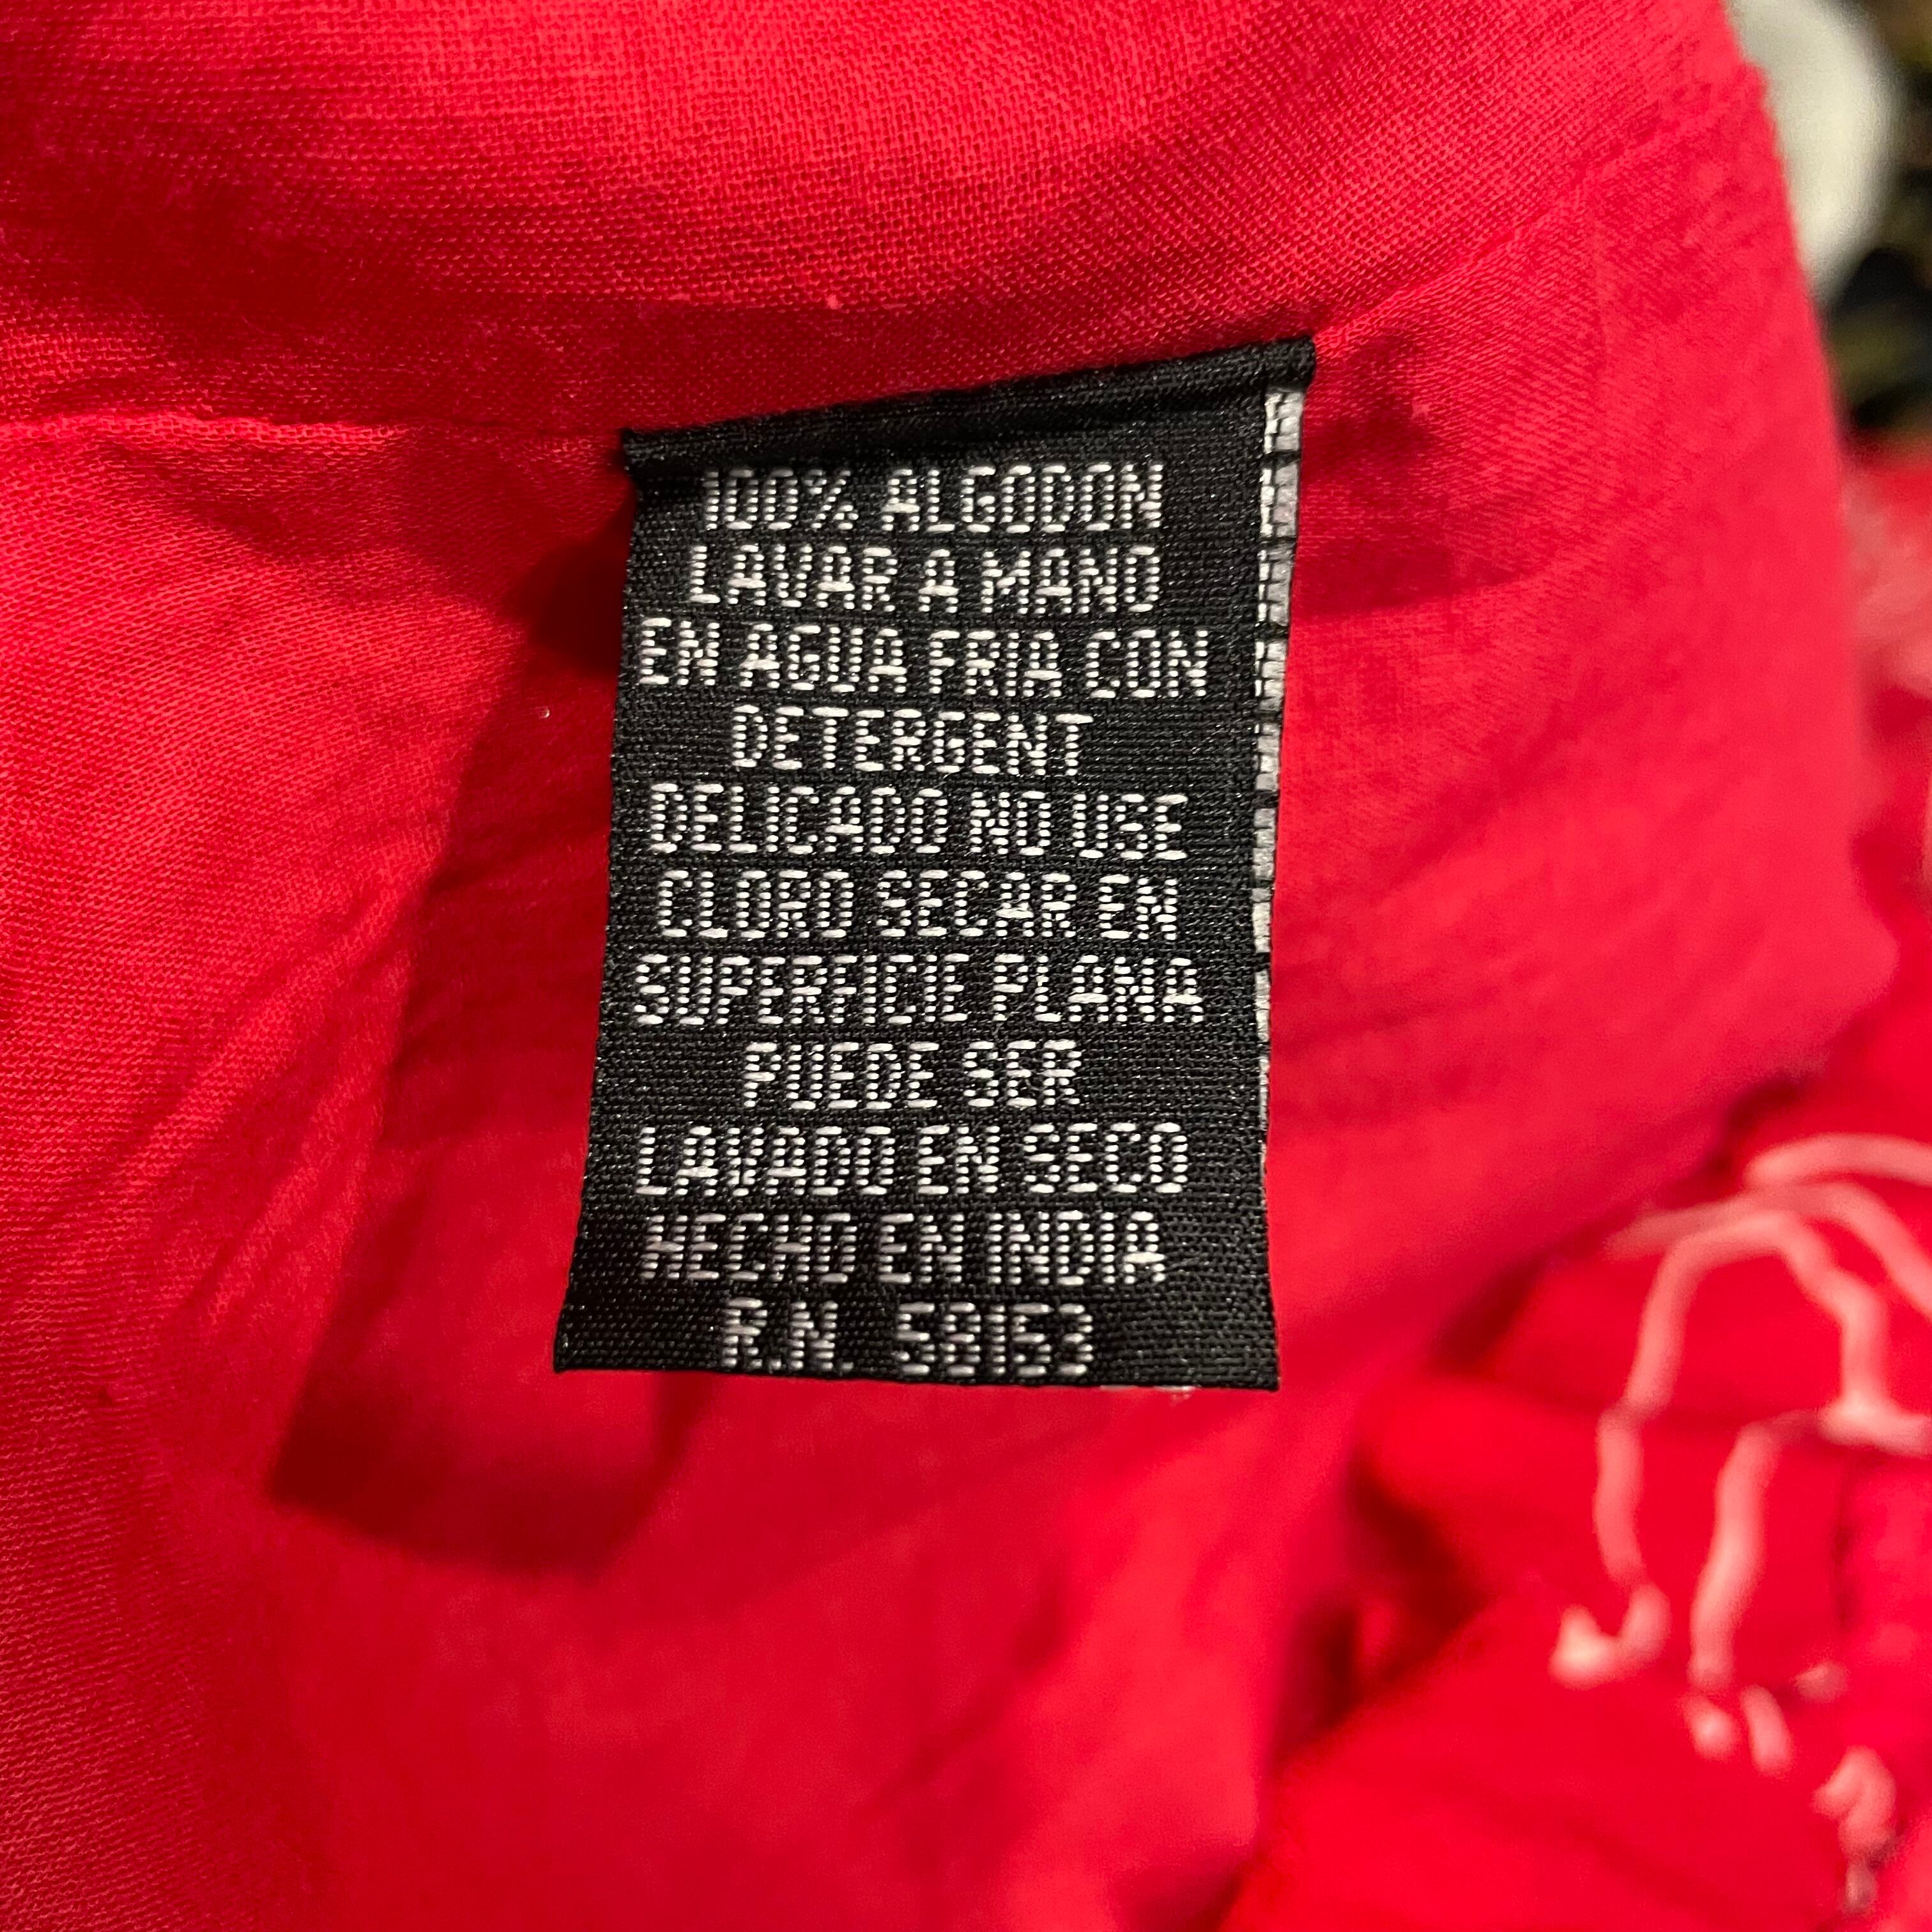 100% ALGODON
LAVAR A MANO
EN AGUA FRIA CON
DETERGENT
DELICADO NO USE
CLORO SECAR EN
SUPERFICIE PLANA
PUEDE SER
LAVADO EN SECO
HECHO EN INDIA
R.N. 58153